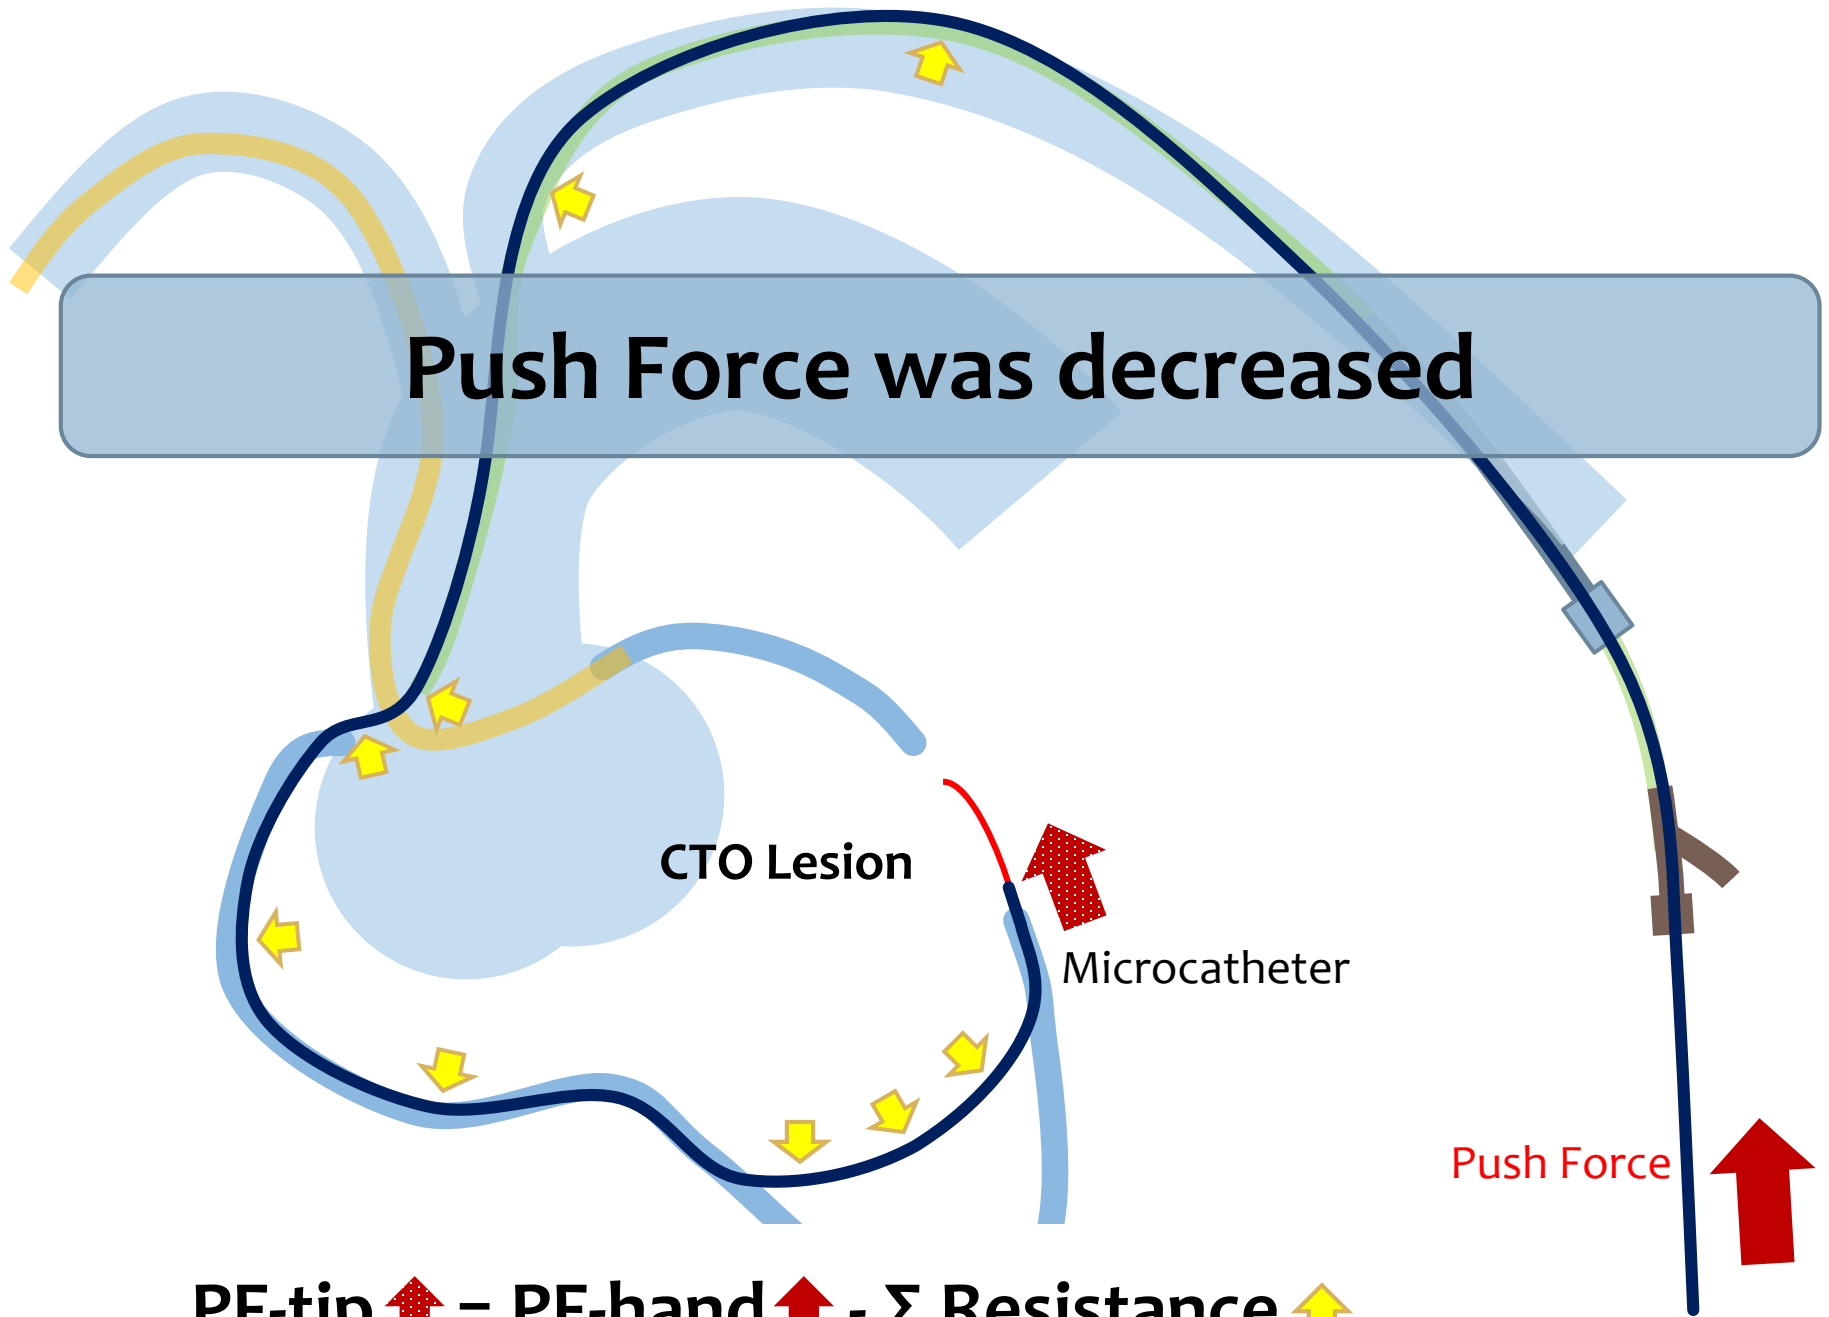 Push Force was decreased
CTO Lesion
Microcatheter
Push Force
PF-tip = PF-hand - Σ Resistance